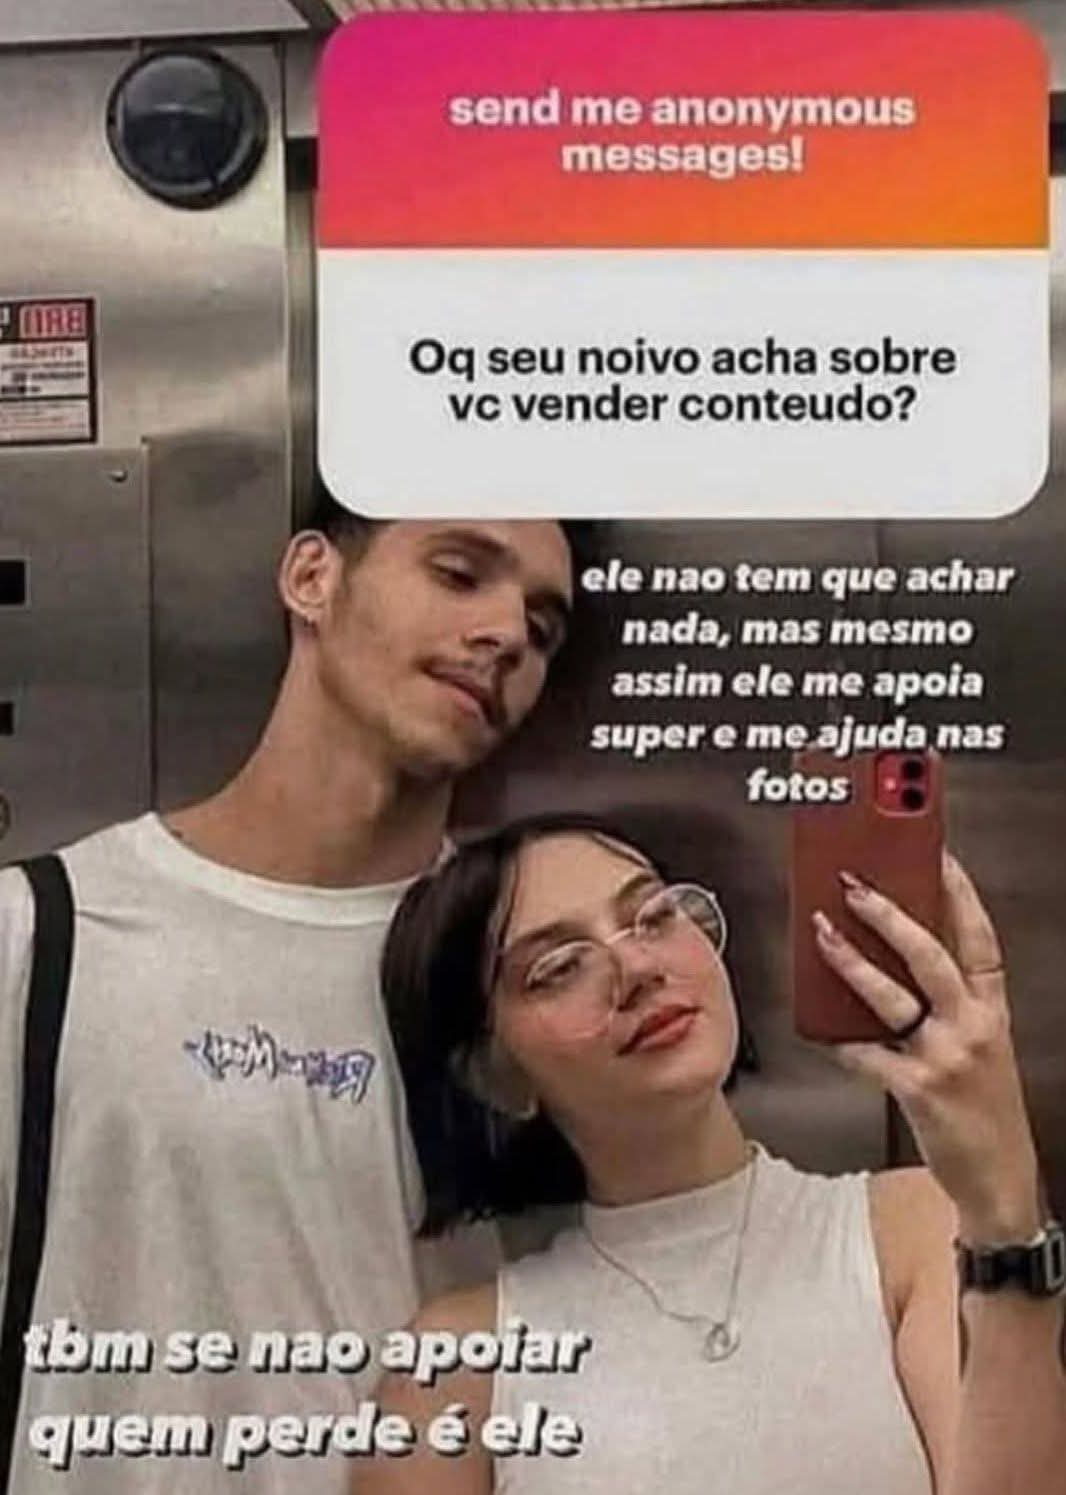 send me anonymous
messages!
Oq seu noivo acha sobre
vc vender conteudo?
ele nao tem que achar
nada, mas mesmo
assim ele me apoia
super e me ajuda nas
fotos
tbm se nao apoiar
quem perde é ele